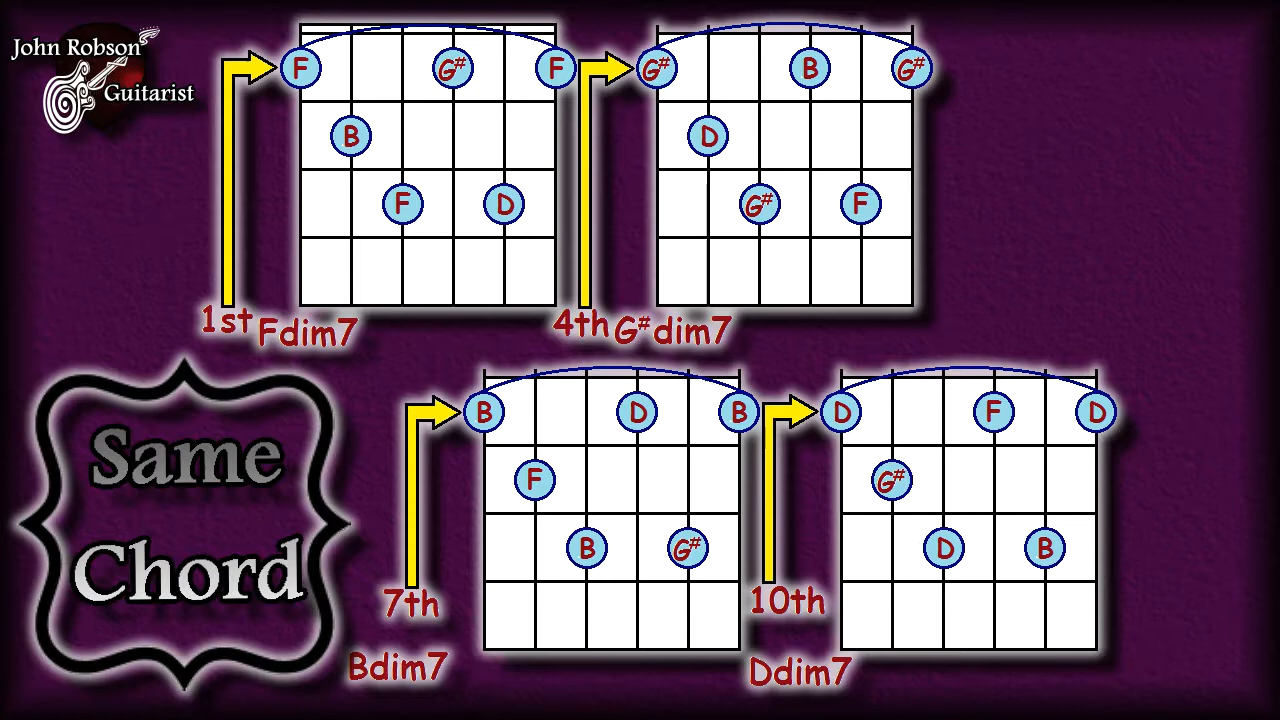 John Robson
Guitarist
F G# F
B
F D
1st Fdim7
G# B G#
D
G# F
4th G#dim7
Same
Chord
B D B
F
B G#
7th
Bdim7
D F D
G#
D B
10th
Ddim7